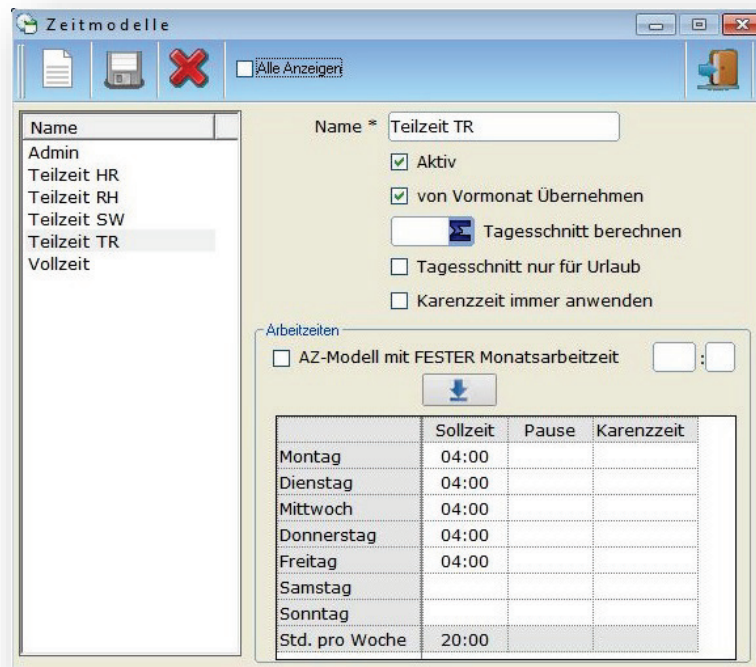 Zeitmodelle
Alle Anzeigen
Name
Admin
Teilzeit HR
Teilzeit RH
Teilzeit SW
Teilzeit TR
Vollzeit
Name * Teilzeit TR
Aktiv
von Vormonat Übernehmen
Σ Tagesschnitt berechnen
Tagesschnitt nur für Urlaub
Karenzzeit immer anwenden
Arbeitzeiten
AZ-Modell mit FESTER Monatsarbeitzeit :
Sollzeit Pause Karenzzeit
Montag 04:00
Dienstag 04:00
Mittwoch 04:00
Donnerstag 04:00
Freitag 04:00
Samstag
Sonntag
Std. pro Woche 20:00